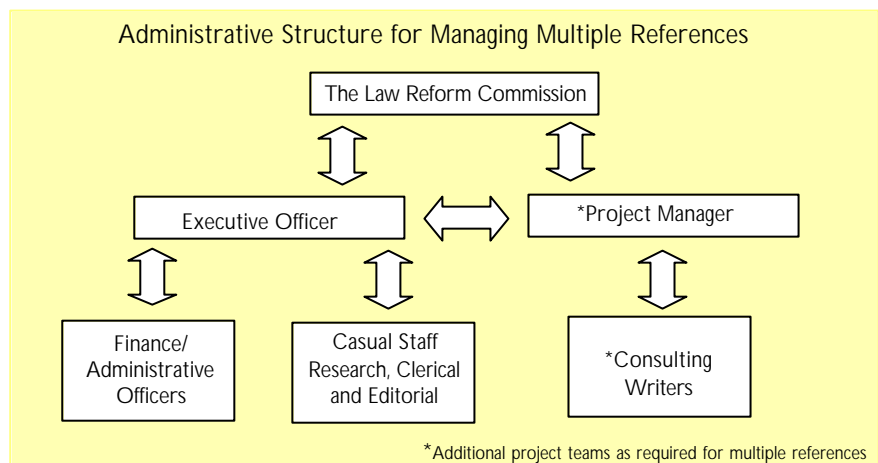 Administrative Structure for Managing Multiple References
The Law Reform Commission
Executive Officer
*Project Manager
Finance/
Administrative
Officers
Casual Staff
Research, Clerical
and Editorial
*Consulting
Writers
*Additional project teams as required for multiple references